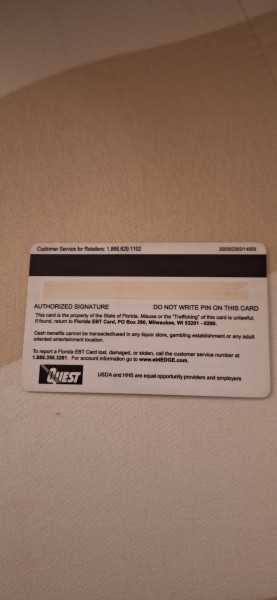 Customer Service for Retailers: 1.888.629.1102
AUTHORIZED SIGNATURE DO NOT WRITE PIN ON THIS CARD
This card is the property of the State of Florida. Misuse or the "Trafficking" of this card is unlawful.
If found, return to Florida EBT Card, PO Box 290, Milwaukee, WI 53201 - 0290.
Cash benefits cannot be transacted/used in any liquor store, gambling establishment or any adult
oriented entertainment location.
To report a Florida EBT Card lost, damaged, or stolen, call the customer service number at
1.888.356.3281. For account information go to www.ebtEDGE.com.
QUEST
USDA and HHS are equal opportunity providers and employers